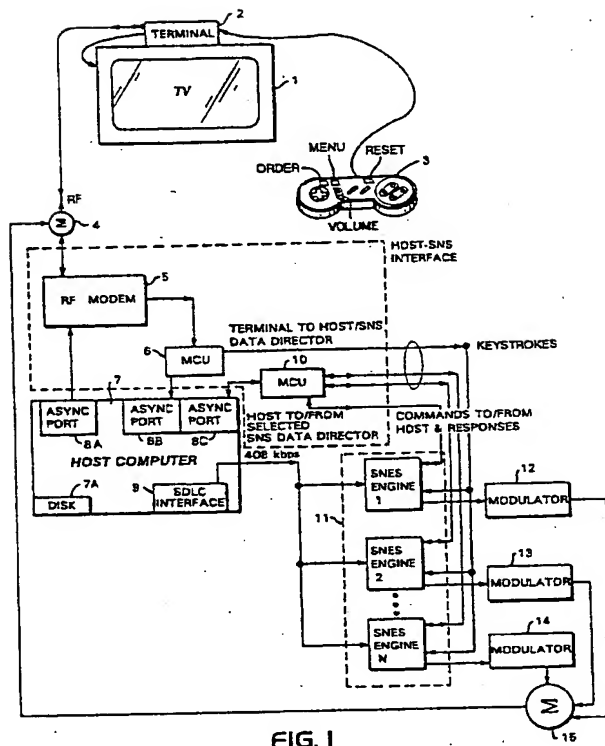 2
TERMINAL
TV
1
MENU
RESET
ORDER
3
VOLUME
RF
M
4
HOST-SNS
INTERFACE
5
RF MODEM
TERMINAL TO HOST/SNS
DATA DIRECTOR
KEYSTROKES
6
MCU
10
MCU
7
ASYNC
PORT
8A
ASYNC
PORT
8B
ASYNC
PORT
8C
HOST TO/FROM
SELECTED
SNS DATA DIRECTOR
COMMANDS TO/FROM
HOST & RESPONSES
HOST COMPUTER
408 kbps
7A
DISK
9
SDLC
INTERFACE
11
SNES
ENGINE
1
12
MODULATOR
SNES
ENGINE
2
13
MODULATOR
SNES
ENGINE
N
14
MODULATOR
M
15
FIG. 1